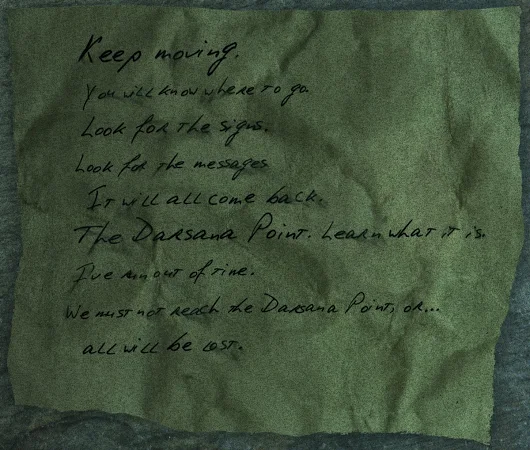 Keep moving.
You will know where to go.
Look for the signs.
Look for the messages
It will all come back.
The Darsana Point. Learn what it is.
I've run out of time.
We must not reach the Darsana Point, or...
all will be lost.